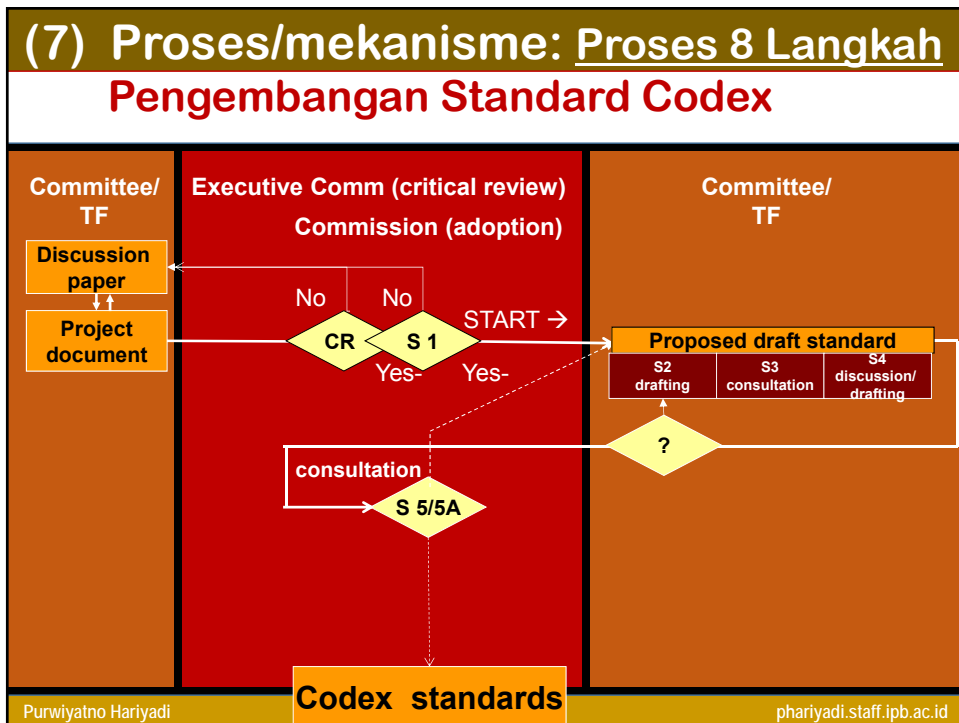 (7) Proses/mekanisme: Proses 8 Langkah
Pengembangan Standard Codex
Committee/
TF
Executive Comm (critical review)
Commission (adoption)
Committee/
TF
Discussion
paper
Project
document
No
No
CR
S 1
START →
Yes-
Yes-
Proposed draft standard
S2
drafting
S3
consultation
S4
discussion/
drafting
?
consultation
S 5/5A
Codex standards
Purwiyatno Hariyadi
phariyadi.staff.ipb.ac.id